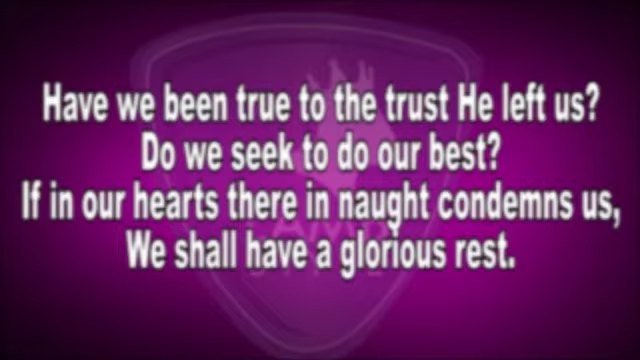 Have we been true to the trust He left us?
Do we seek to do our best?
If in our hearts there in naught condemns us,
We shall have a glorious rest.